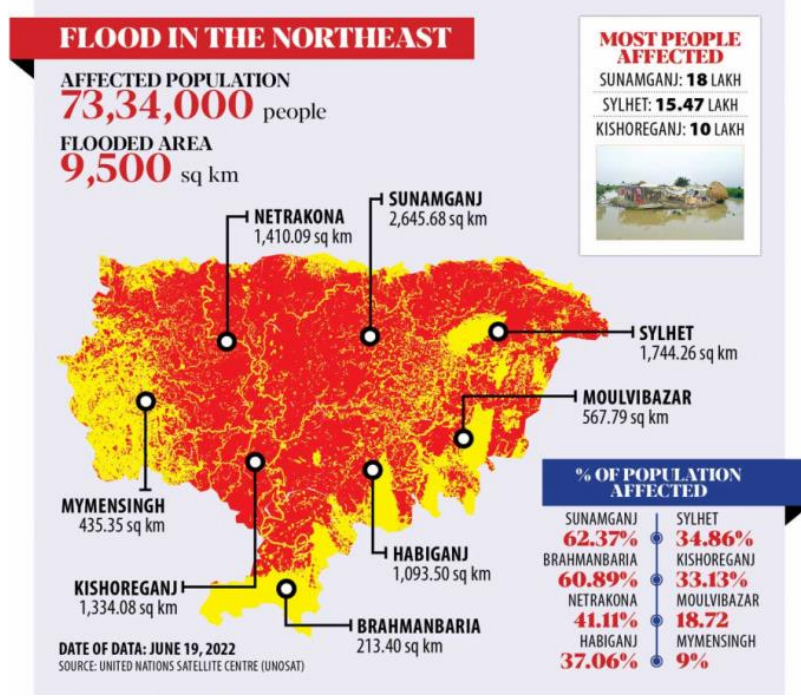 FLOOD IN THE NORTHEAST
AFFECTED POPULATION
73,34,000 people
FLOODED AREA
9,500 sq km
MOST PEOPLE
AFFECTED
SUNAMGANJ: 18 LAKH
SYLHET: 15.47 LAKH
KISHOREGANJ: 10 LAKH
SUNAMGANJ
2,645.68 sq km
NETRAKONA
1,410.09 sq km
SYLHET
1,744.26 sq km
MOULVIBAZAR
567.79 sq km
MYMENSINGH
435.35 sq km
HABIGANJ
1,093.50 sq km
KISHOREGANJ
1,334.08 sq km
BRAHMANBARIA
213.40 sq km
% OF POPULATION
AFFECTED
SUNAMGANJ SYLHET
62.37% 34.86%
BRAHMANBARIA KISHOREGANJ
60.89% 33.13%
NETRAKONA MOULVIBAZAR
41.11% 18.72
HABIGANJ MYMENSINGH
37.06% 9%
DATE OF DATA: JUNE 19, 2022
SOURCE: UNITED NATIONS SATELLITE CENTRE (UNOSAT)